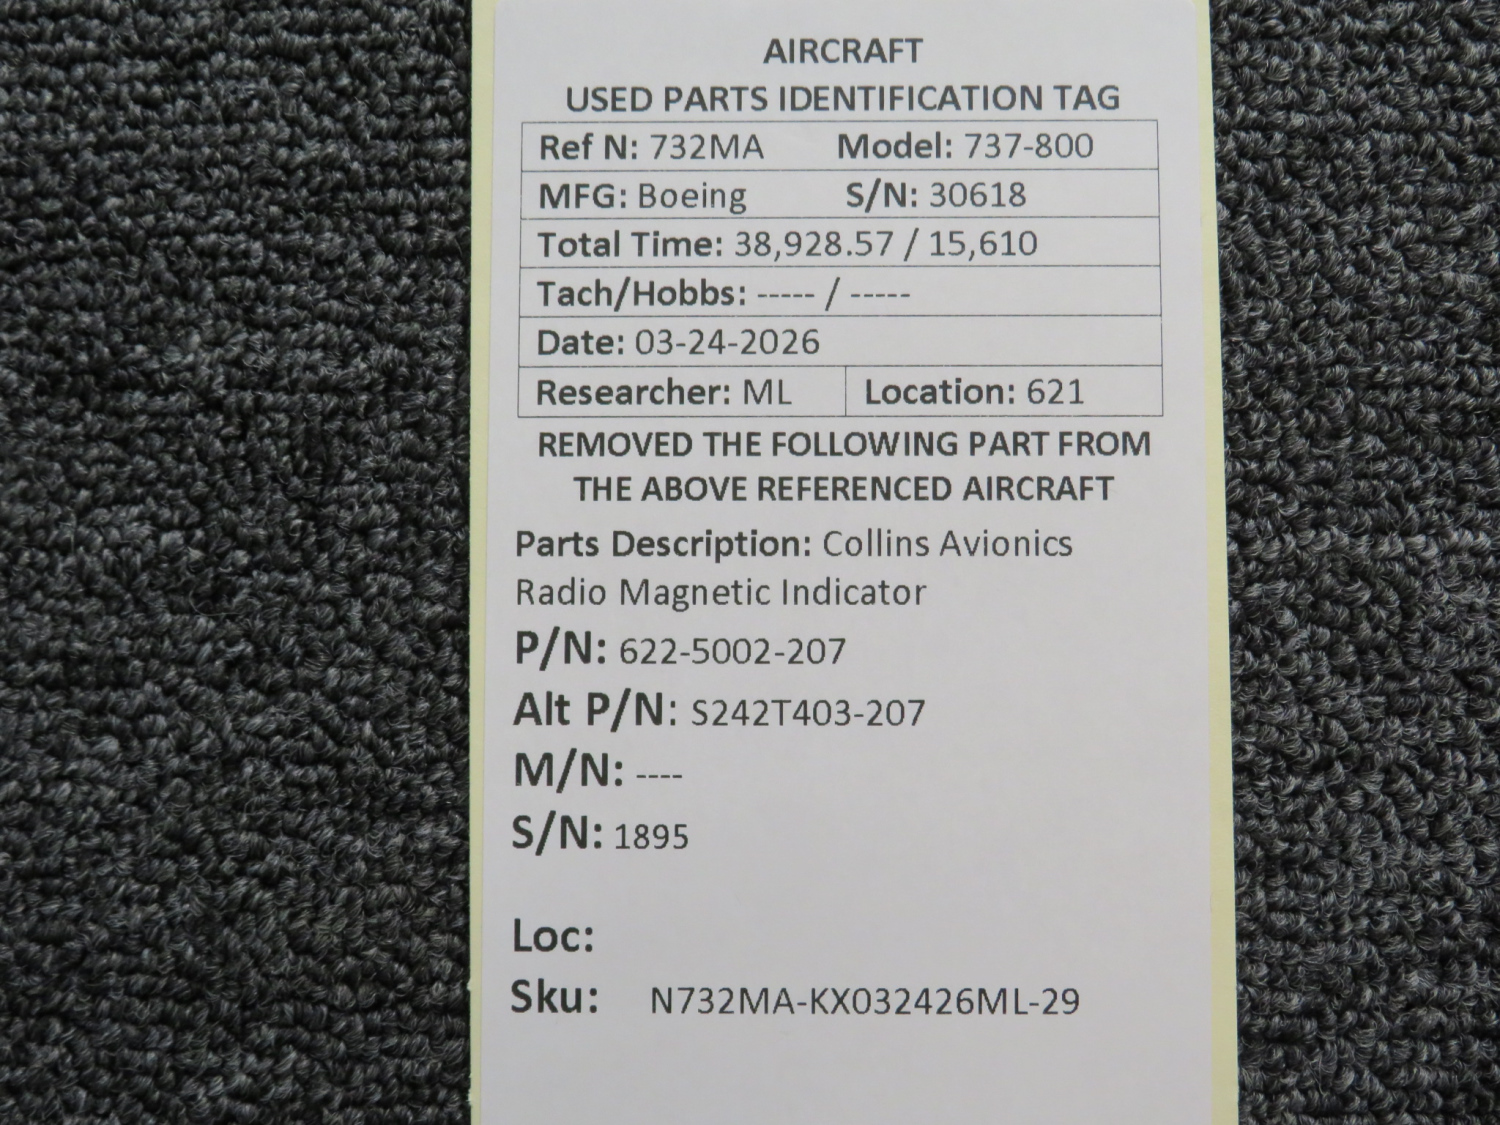 AIRCRAFT
USED PARTS IDENTIFICATION TAG
Ref N: 732MA Model: 737-800
MFG: Boeing S/N: 30618
Total Time: 38,928.57 / 15,610
Tach/Hobbs: ----- / -----
Date: 03-24-2026
Researcher: ML Location: 621
REMOVED THE FOLLOWING PART FROM
THE ABOVE REFERENCED AIRCRAFT
Parts Description: Collins Avionics
Radio Magnetic Indicator
P/N: 622-5002-207
Alt P/N: S242T403-207
M/N: ----
S/N: 1895
Loc:
Sku: N732MA-KX032426ML-29